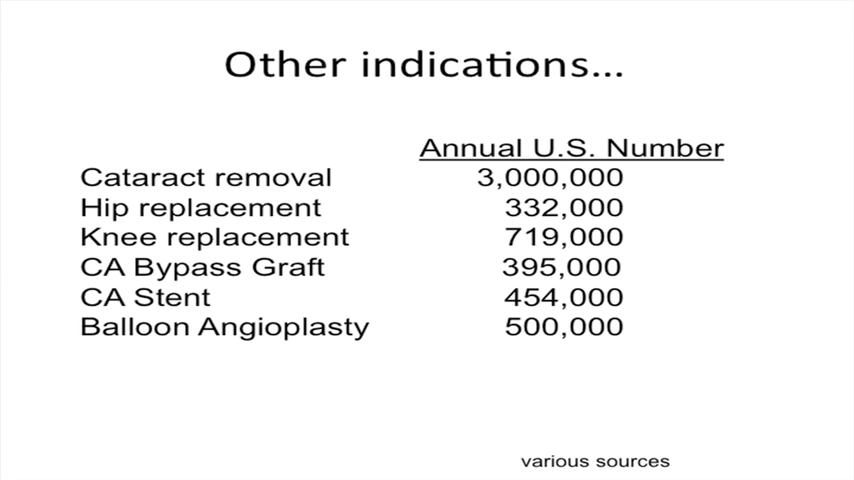 Other indications...
Annual U.S. Number
Cataract removal 3,000,000
Hip replacement 332,000
Knee replacement 719,000
CA Bypass Graft 395,000
CA Stent 454,000
Balloon Angioplasty 500,000
various sources